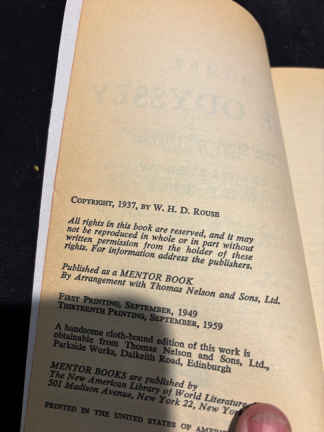 COPYRIGHT, 1937, BY W. H. D. ROUSE
All rights in this book are reserved, and it may
not be reproduced in whole or in part without
written permission from the holder of these
rights. For information address the publishers.
Published as a MENTOR BOOK
By Arrangement with Thomas Nelson and Sons, Ltd.
FIRST PRINTING, SEPTEMBER, 1949
THIRTEENTH PRINTING, SEPTEMBER, 1959
A handsome cloth-bound edition of this work is
obtainable from Thomas Nelson and Sons, Ltd.,
Parkside Works, Dalkeith Road, Edinburgh
MENTOR BOOKS are published by
The New American Library of World Literature,
501 Madison Avenue, New York 22, New York
PRINTED IN THE UNITED STATES OF